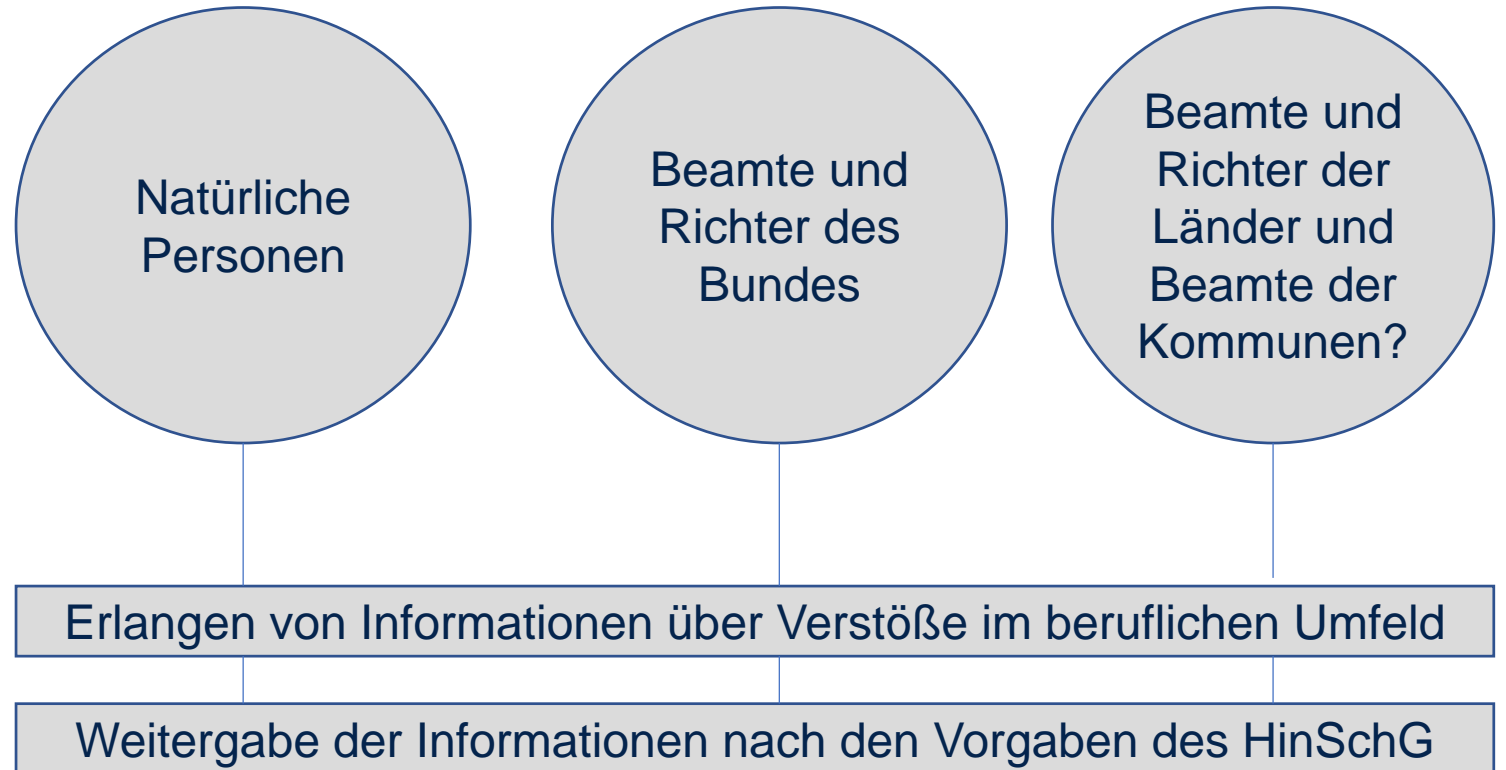 Natürliche
Personen
Beamte und
Richter des
Bundes
Beamte und
Richter der
Länder und
Beamte der
Kommunen?
Erlangen von Informationen über Verstöße im beruflichen Umfeld
Weitergabe der Informationen nach den Vorgaben des HinSchG